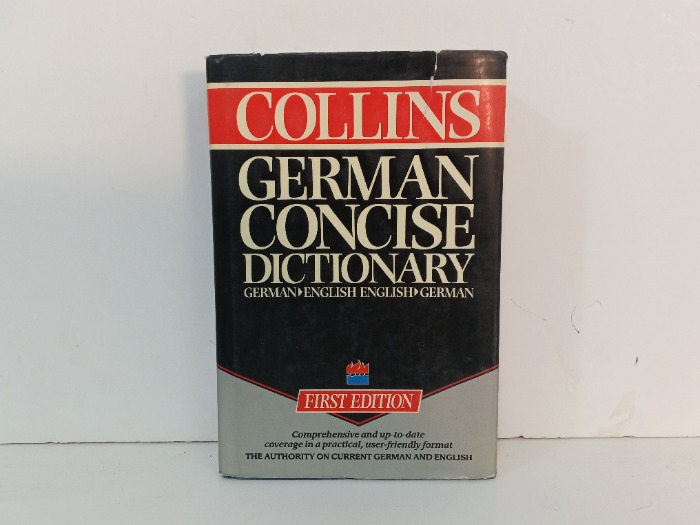 COLLINS
GERMAN
CONCISE
DICTIONARY
GERMAN▶ENGLISH ENGLISH▶GERMAN
FIRST EDITION
Comprehensive and up-to-date
coverage in a practical, user-friendly format
THE AUTHORITY ON CURRENT GERMAN AND ENGLISH